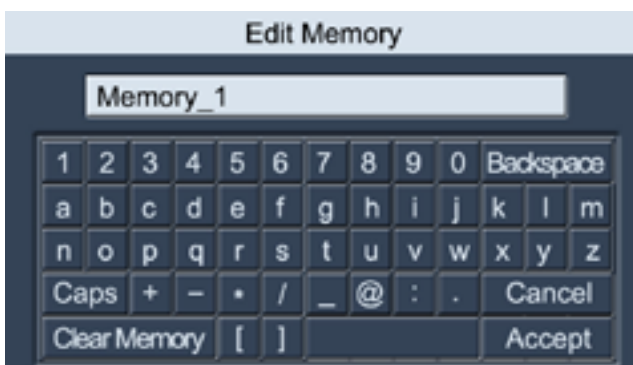 Edit Memory
Memory_1
1 2 3 4 5 6 7 8 9 0 Backspace
a b c d e f g h i j k l m
n o p q r s t u v w x y z
Caps + - * / _ @ : . Cancel
Clear Memory [ ] Accept